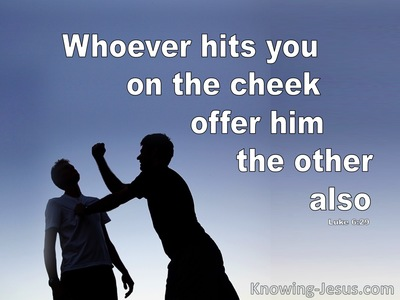 Whoever hits you
on the cheek
offer him
the other
also
Luke 6:29
Knowing-Jesus.com